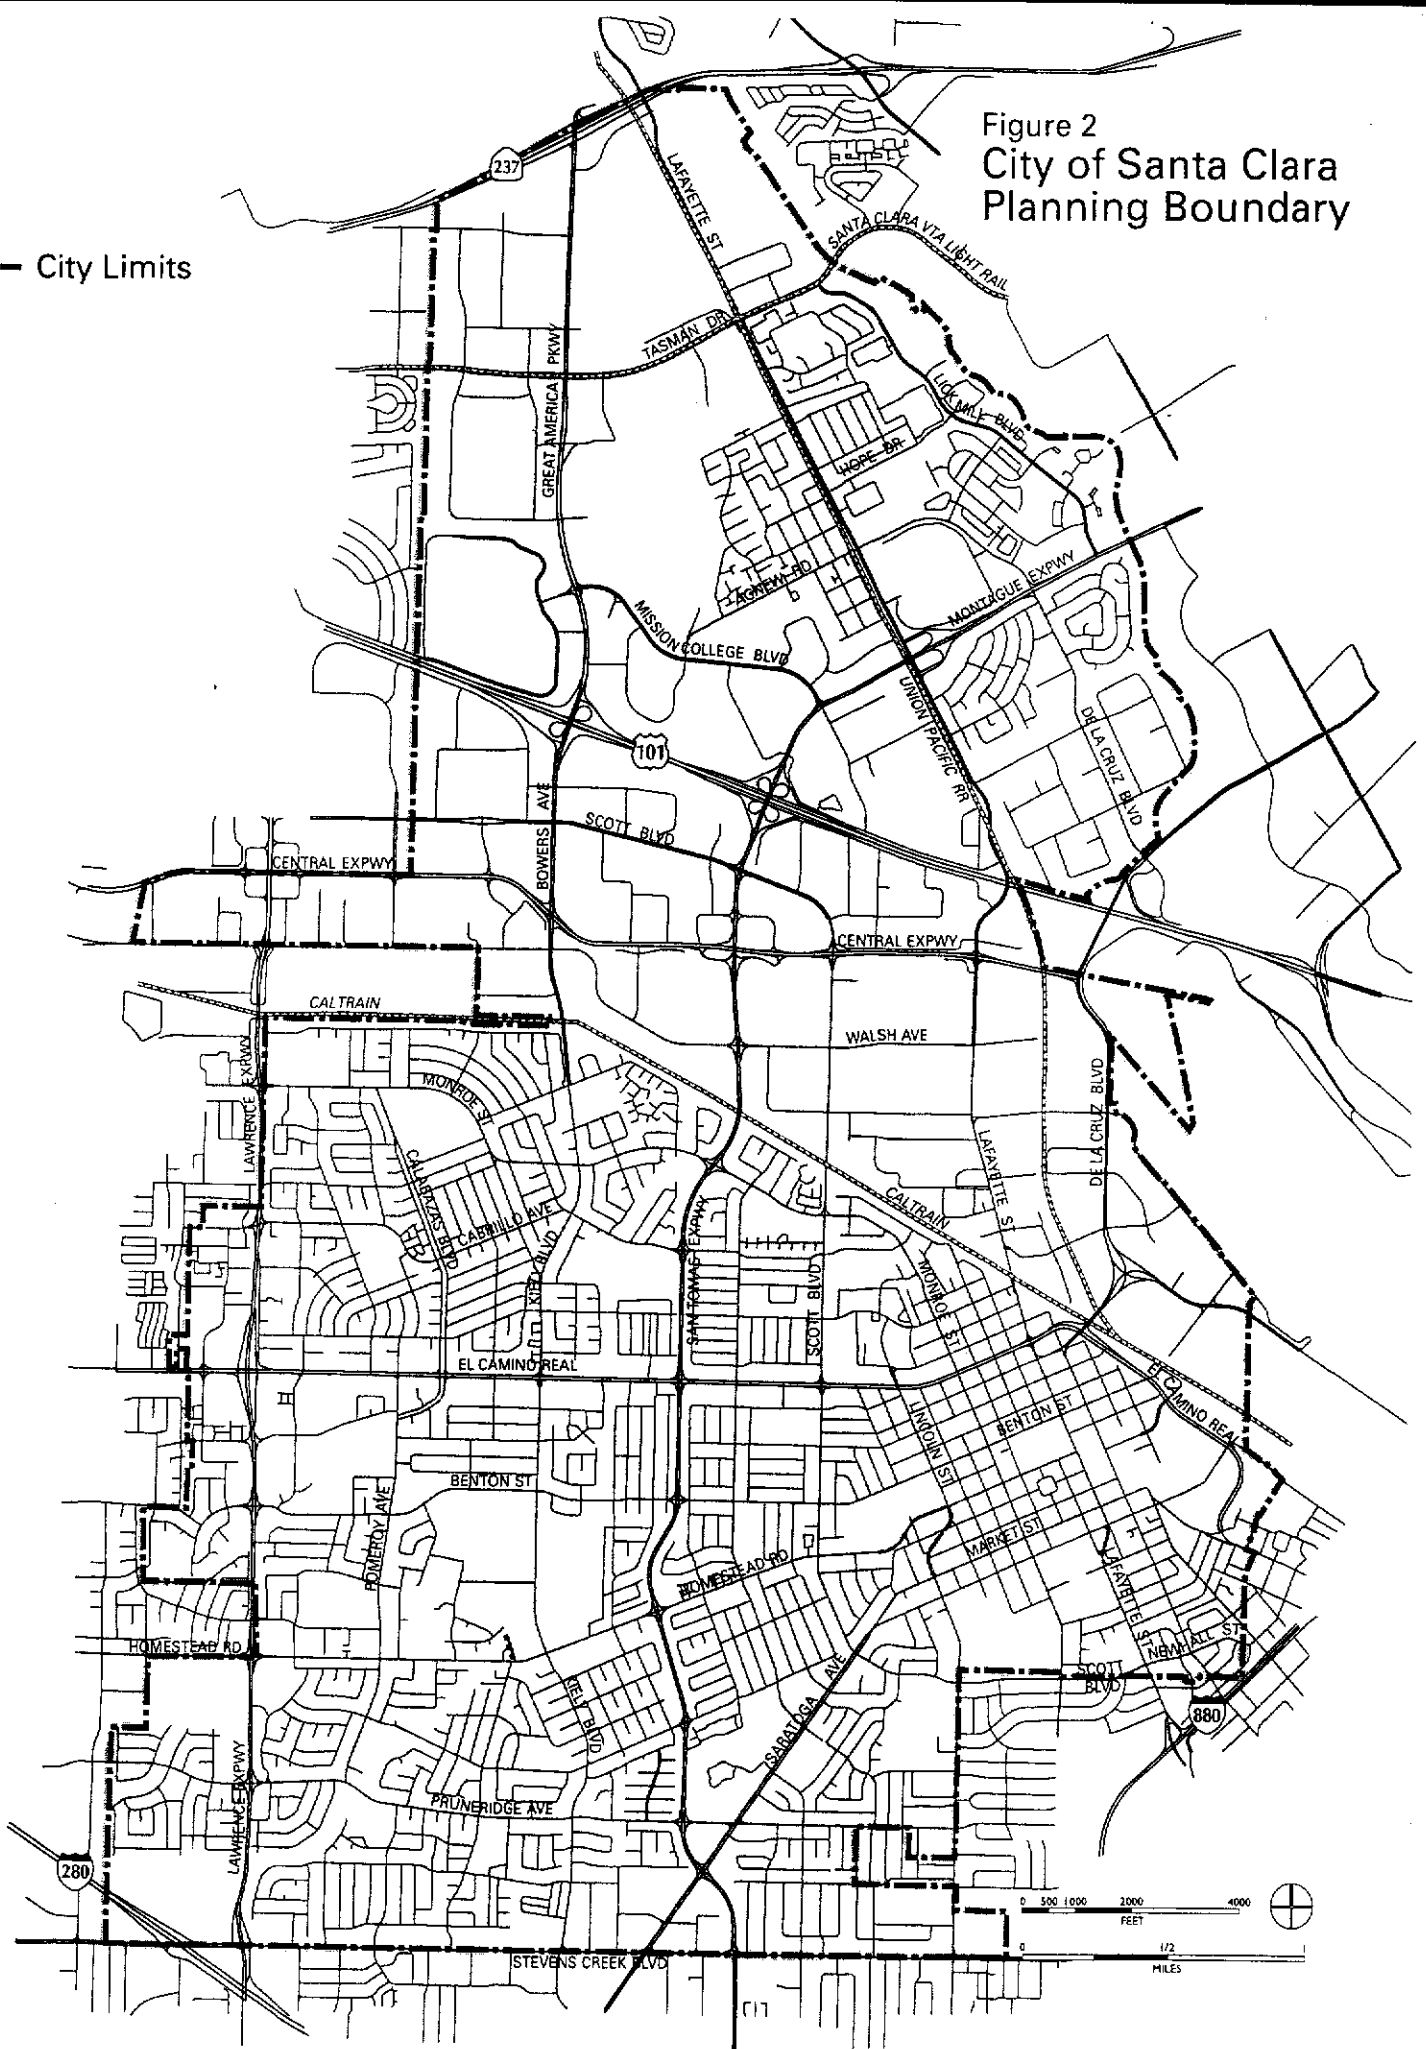 Figure 2
City of Santa Clara
Planning Boundary
City Limits
237
LAFAYETTE ST
SANTA CLARA VTA LIGHT RAIL
TASMAN DR
GREAT AMERICA PKWY
LICK MILL BLVD
HOPE DR
AGNEW RD
MONTAGUE EXPWY
MISSION COLLEGE BLVD
UNION PACIFIC RR
DE LA CRUZ BLVD
101
BOWERS AVE
SCOTT BLVD
CENTRAL EXPWY
CENTRAL EXPWY
CALTRAIN
WALSH AVE
LAWRENCE EXPWY
MONROE ST
DE LA CRUZ BLVD
LAFAYETTE ST
CALABAZAS BLVD
CABRILLO AVE
KIELY BLVD
SAN TOMAS EXPWY
CALTRAIN
MONROE ST
SCOTT BLVD
EL CAMINO REAL
EL CAMINO REAL
LINCOLN ST
BENTON ST
BENTON ST
POMEROY AVE
MARKET ST
HOMESTEAD RD
LAFAYETTE ST
HOMESTEAD RD
NEWHALL ST
SCOTT
BLVD
KIELY BLVD
SARATOGA AVE
880
LAWRENCE EXPWY
PRUNERIDGE AVE
280
0 500 1000 2000 4000
FEET
0 1/2 1
MILES
STEVENS CREEK BLVD